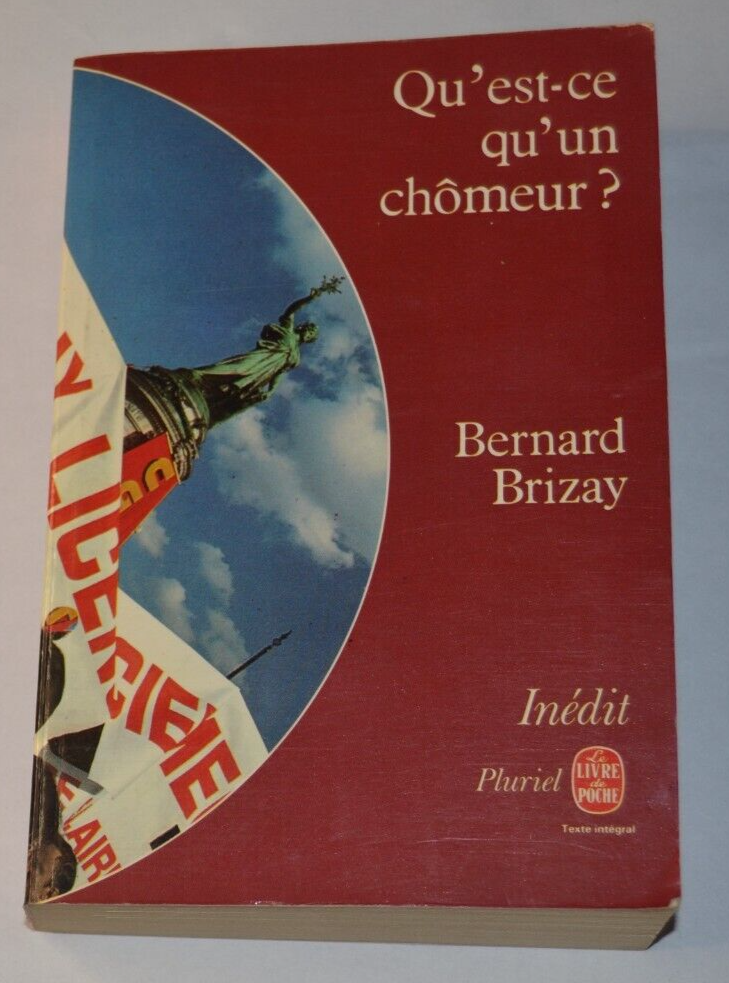 Qu'est-ce
qu'un
chômeur ?
Bernard
Brizay
Inédit
Pluriel
Le
LIVRE
de
POCHE
Texte intégral